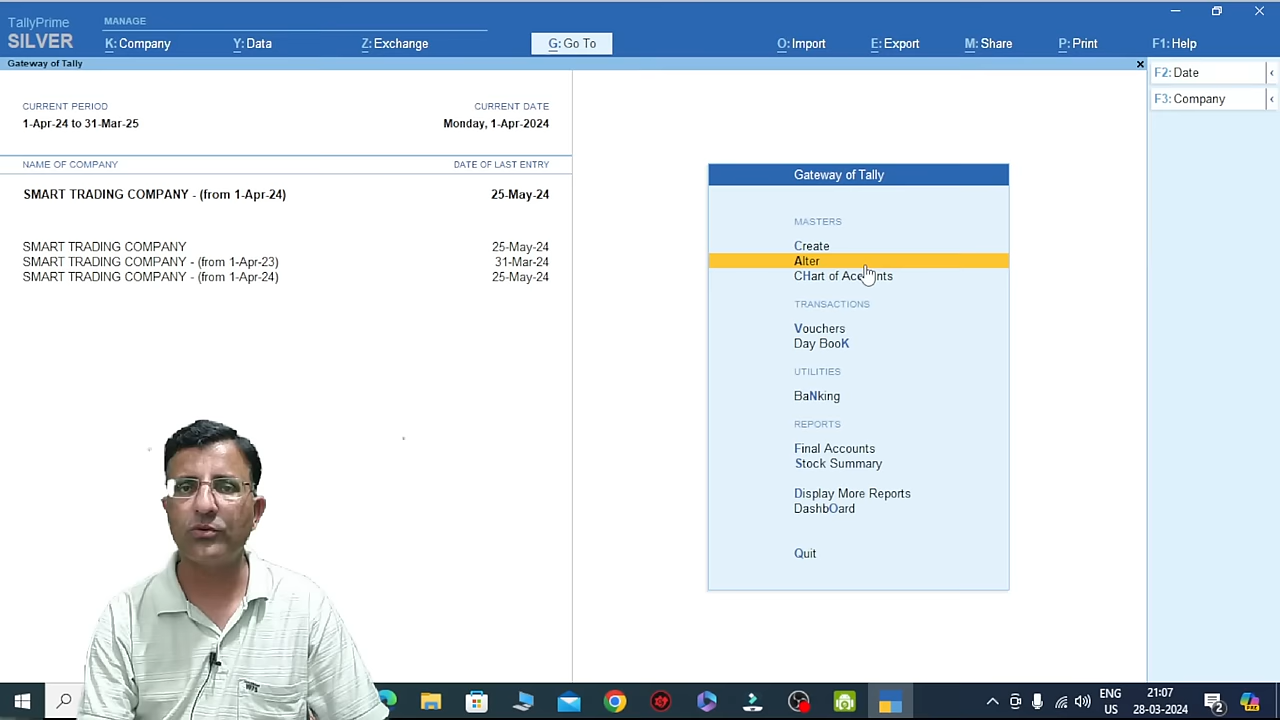 TallyPrime
SILVER
MANAGE
K: Company
Y: Data
Z: Exchange
G: Go To
O: Import
E: Export
M: Share
P: Print
F1: Help
Gateway of Tally
F2: Date
F3: Company
CURRENT PERIOD
CURRENT DATE
1-Apr-24 to 31-Mar-25
Monday, 1-Apr-2024
NAME OF COMPANY
DATE OF LAST ENTRY
SMART TRADING COMPANY - (from 1-Apr-24)
25-May-24
SMART TRADING COMPANY
25-May-24
SMART TRADING COMPANY - (from 1-Apr-23)
31-Mar-24
SMART TRADING COMPANY - (from 1-Apr-24)
25-May-24
Gateway of Tally
MASTERS
Create
Alter
CHart of Accounts
TRANSACTIONS
Vouchers
Day BooK
UTILITIES
BaNking
REPORTS
Final Accounts
Stock Summary
Display More Reports
DashbOard
Quit
ENG
US
21:07
28-03-2024
2
PRE